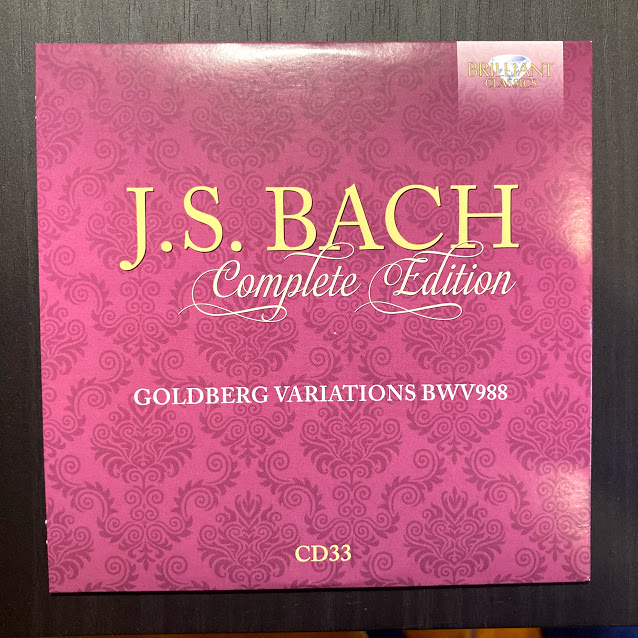 BRILLIANT
CLASSICS
J.S. BACH
Complete Edition
GOLDBERG VARIATIONS BWV988
CD33